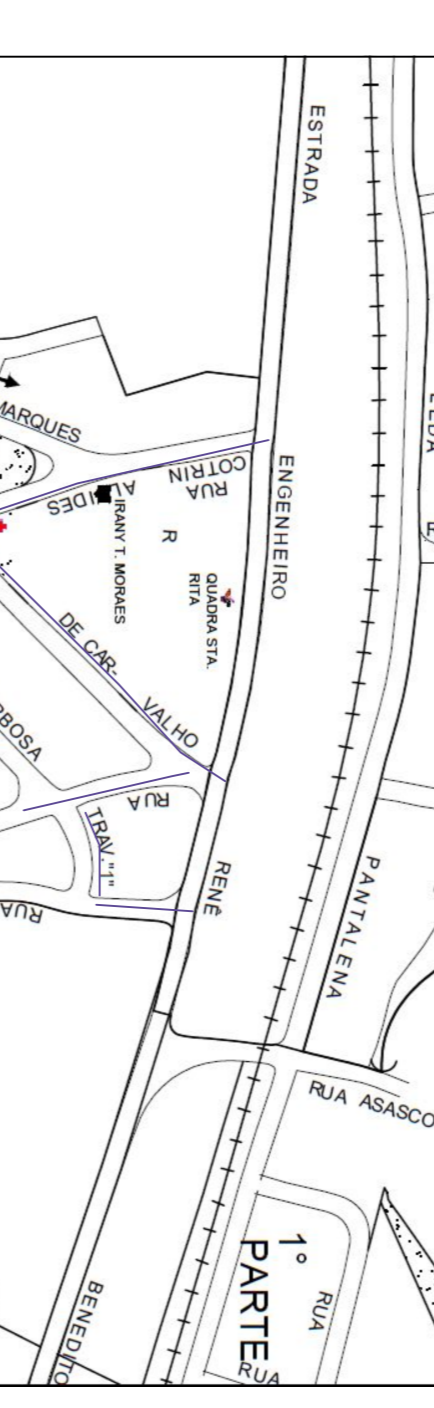 ESTRADA
ENGENHEIRO
RENÊ
MARQUES
RUA
COTRIN
ALCIDES
IRANY T. MORAES
R
QUADRA STA.
RITA
DE CAR-
VALHO
RUA
TRAV."1"
RUA
PANTALENA
RUA ASASCO
1°
PARTE
RUA
RUA
BENEDITO